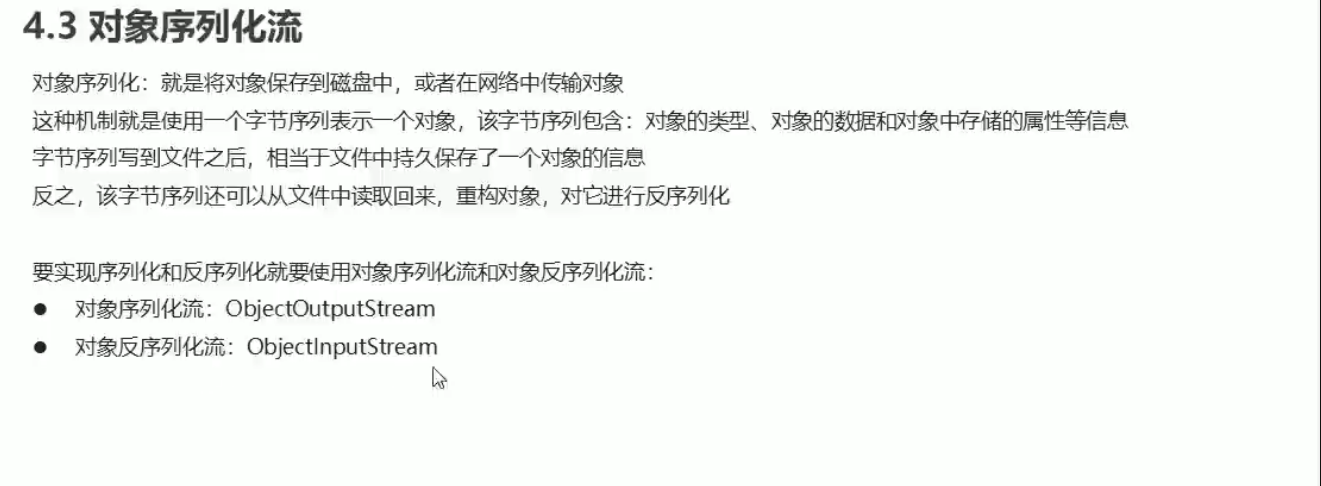 4.3 对象序列化流
对象序列化：就是将对象保存到磁盘中，或者在网络中传输对象
这种机制就是使用一个字节序列表示一个对象，该字节序列包含：对象的类型、对象的数据和对象中存储的属性等信息
字节序列写到文件之后，相当于文件中持久保存了一个对象的信息
反之，该字节序列还可以从文件中读取回来，重构对象，对它进行反序列化
要实现序列化和反序列化就要使用对象序列化流和对象反序列化流：
● 对象序列化流：ObjectOutputStream
● 对象反序列化流：ObjectInputStream